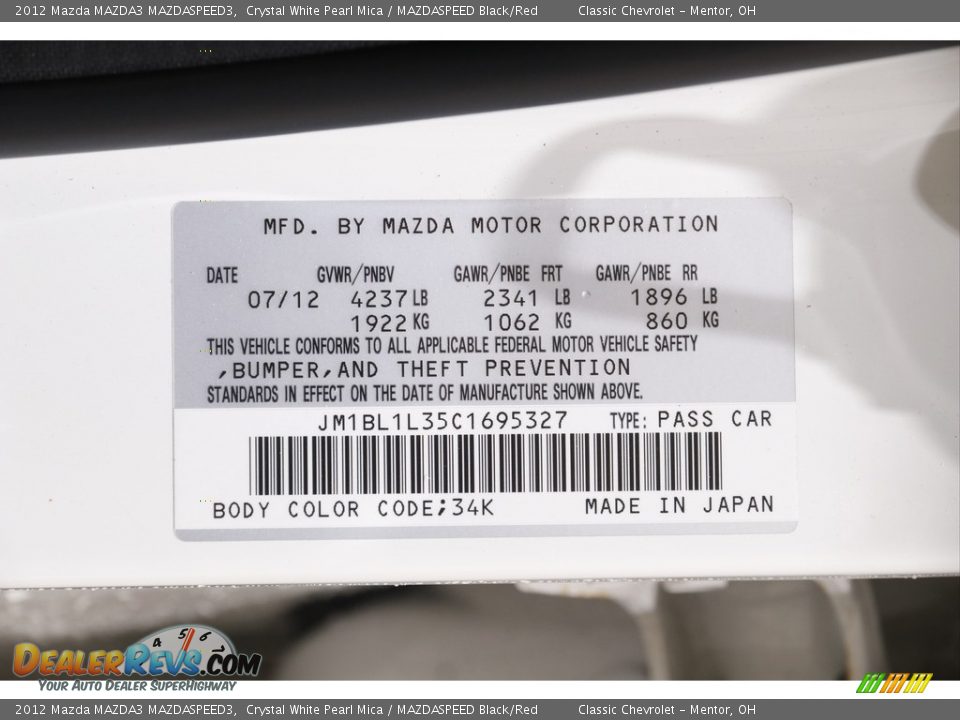 2012 Mazda MAZDA3 MAZDASPEED3, Crystal White Pearl Mica / MAZDASPEED Black/Red Classic Chevrolet - Mentor, OH
MFD. BY MAZDA MOTOR CORPORATION
DATE GVWR/PNBV GAWR/PNBE FRT GAWR/PNBE RR
07/12 4237 LB 2341 LB 1896 LB
1922 KG 1062 KG 860 KG
THIS VEHICLE CONFORMS TO ALL APPLICABLE FEDERAL MOTOR VEHICLE SAFETY
,BUMPER,AND THEFT PREVENTION
STANDARDS IN EFFECT ON THE DATE OF MANUFACTURE SHOWN ABOVE.
JM1BL1L35C1695327 TYPE: PASS CAR
BODY COLOR CODE;34K MADE IN JAPAN
4 5 6
DEALERREVS.COM
YOUR AUTO DEALER SUPERHIGHWAY
2012 Mazda MAZDA3 MAZDASPEED3, Crystal White Pearl Mica / MAZDASPEED Black/Red Classic Chevrolet - Mentor, OH